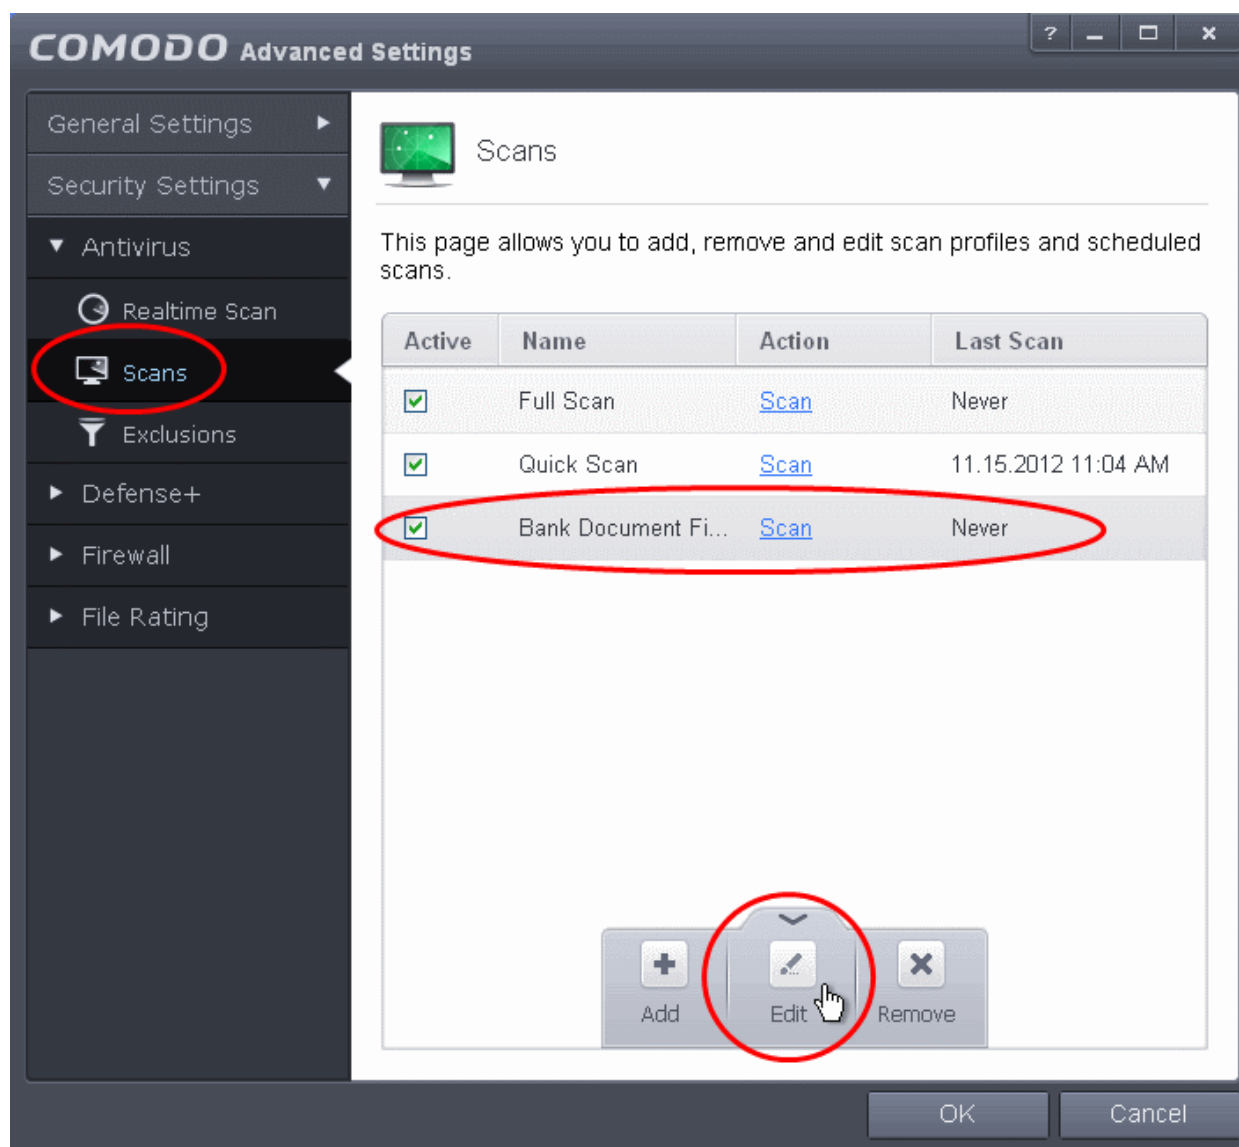 COMODO Advanced Settings
?
General Settings
Security Settings
Antivirus
Realtime Scan
Scans
Exclusions
Defense+
Firewall
File Rating
Scans
This page allows you to add, remove and edit scan profiles and scheduled
scans.
Active Name Action Last Scan
Full Scan Scan Never
Quick Scan Scan 11.15.2012 11:04 AM
Bank Document Fi... Scan Never
Add Edit Remove
OK Cancel